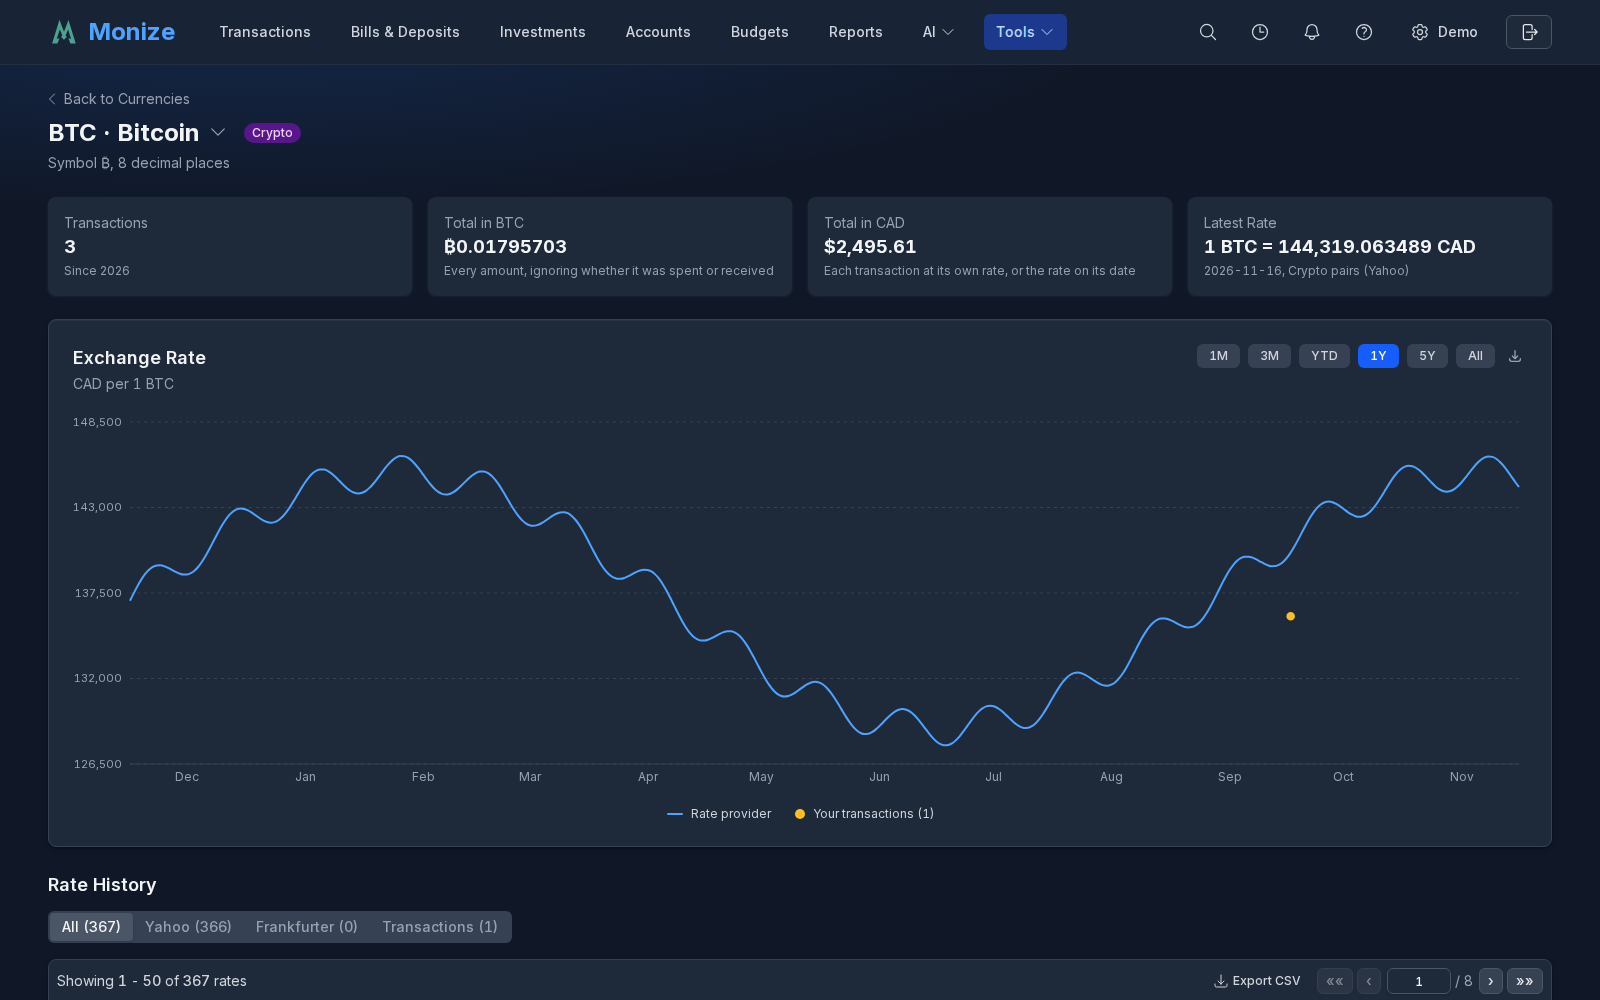 Monize Transactions Bills & Deposits Investments Accounts Budgets Reports AI Tools Demo
Back to Currencies
BTC · Bitcoin Crypto
Symbol ₿, 8 decimal places
Transactions
3
Since 2026
Total in BTC
₿0.01795703
Every amount, ignoring whether it was spent or received
Total in CAD
$2,495.61
Each transaction at its own rate, or the rate on its date
Latest Rate
1 BTC = 144,319.063489 CAD
2026-11-16, Crypto pairs (Yahoo)
Exchange Rate
CAD per 1 BTC
1M 3M YTD 1Y 5Y All
148,500
143,000
137,500
132,000
126,500
Dec Jan Feb Mar Apr May Jun Jul Aug Sep Oct Nov
Rate provider Your transactions (1)
Rate History
All (367) Yahoo (366) Frankfurter (0) Transactions (1)
Showing 1 - 50 of 367 rates Export CSV «« ‹ 1 / 8 › »»